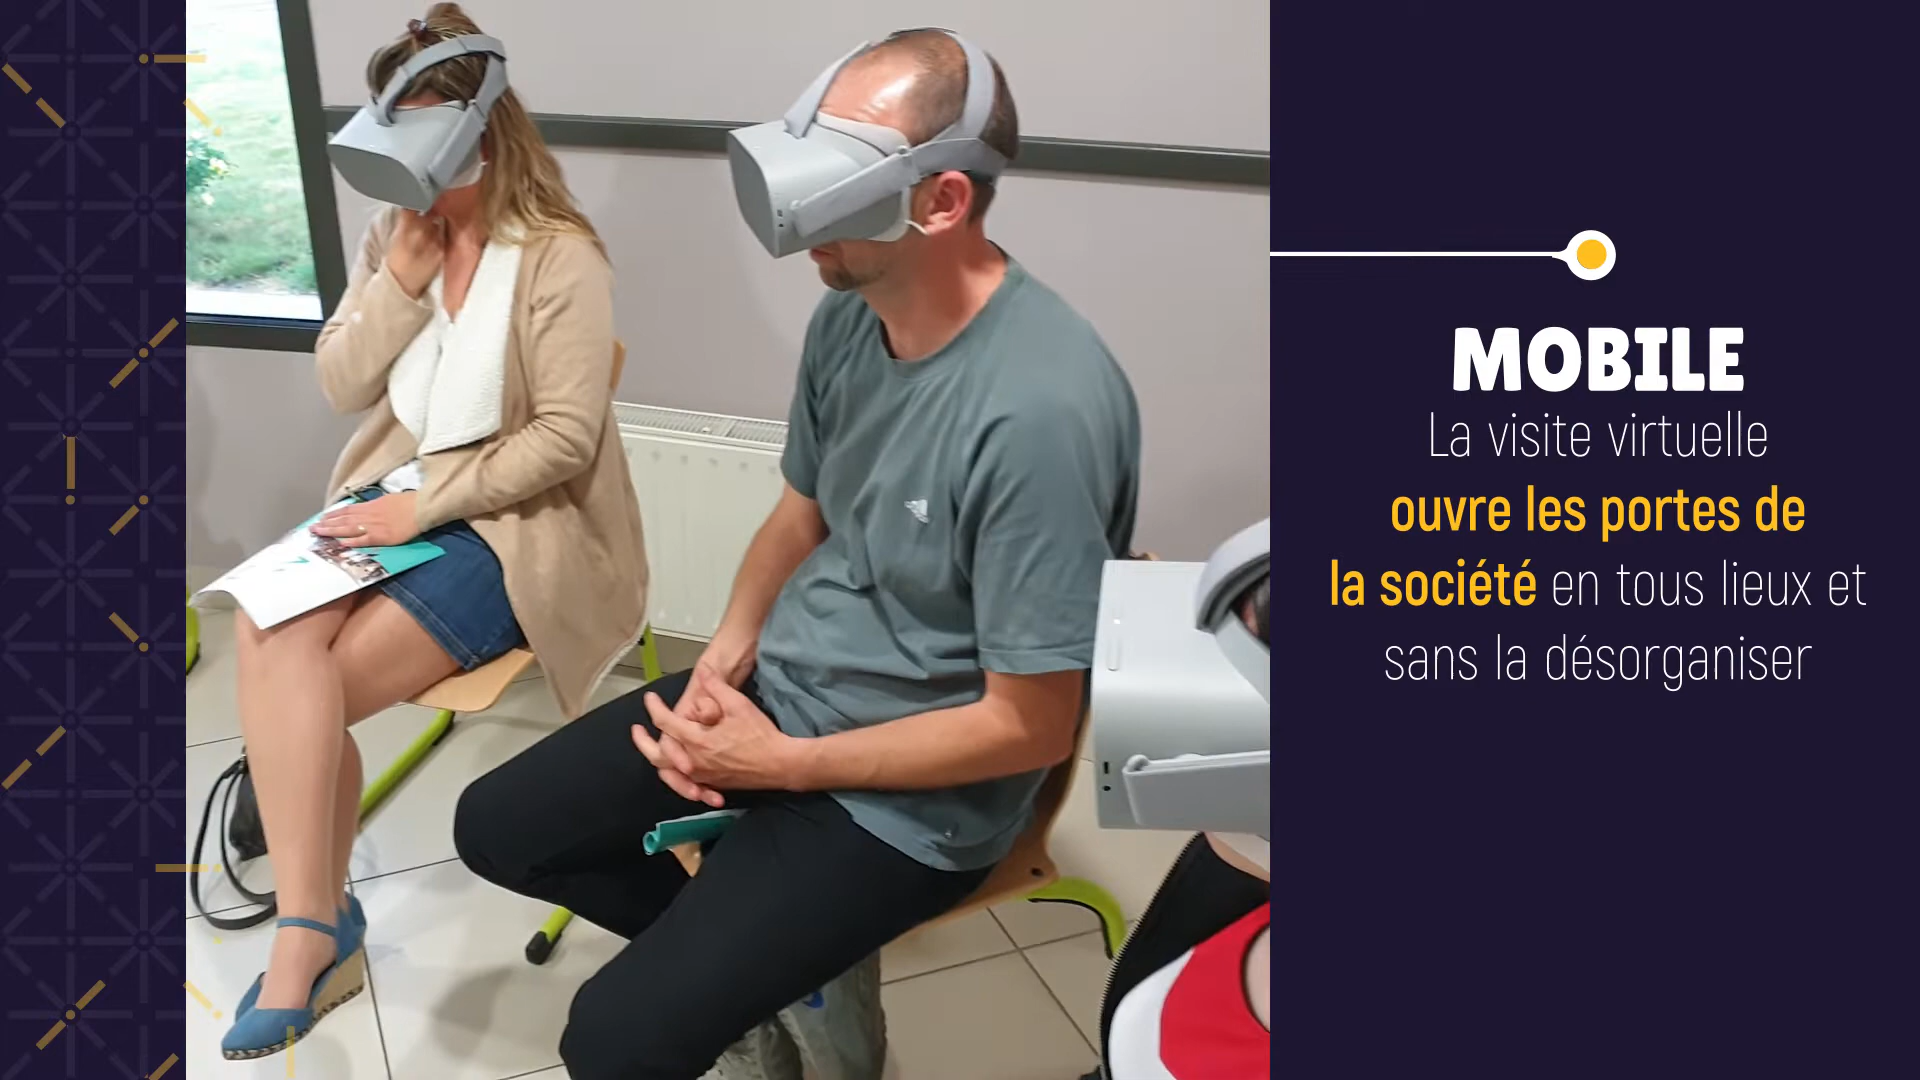 MOBILE
La visite virtuelle
ouvre les portes de
la société en tous lieux et
sans la désorganiser